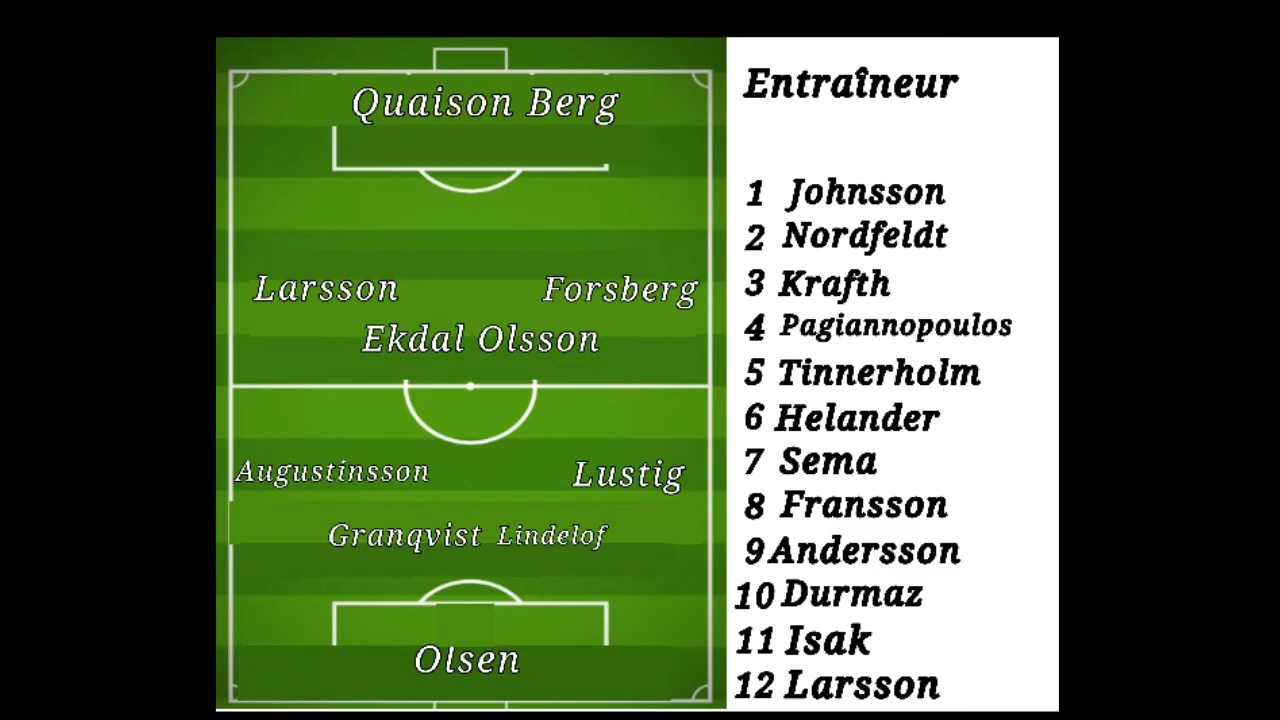 Quaison Berg
Larsson Forsberg
Ekdal Olsson
Augustinsson Lustig
Granqvist Lindelof
Olsen
Entraîneur
1 Johnsson
2 Nordfeldt
3 Krafth
4 Pagiannopoulos
5 Tinnerholm
6 Helander
7 Sema
8 Fransson
9 Andersson
10 Durmaz
11 Isak
12 Larsson